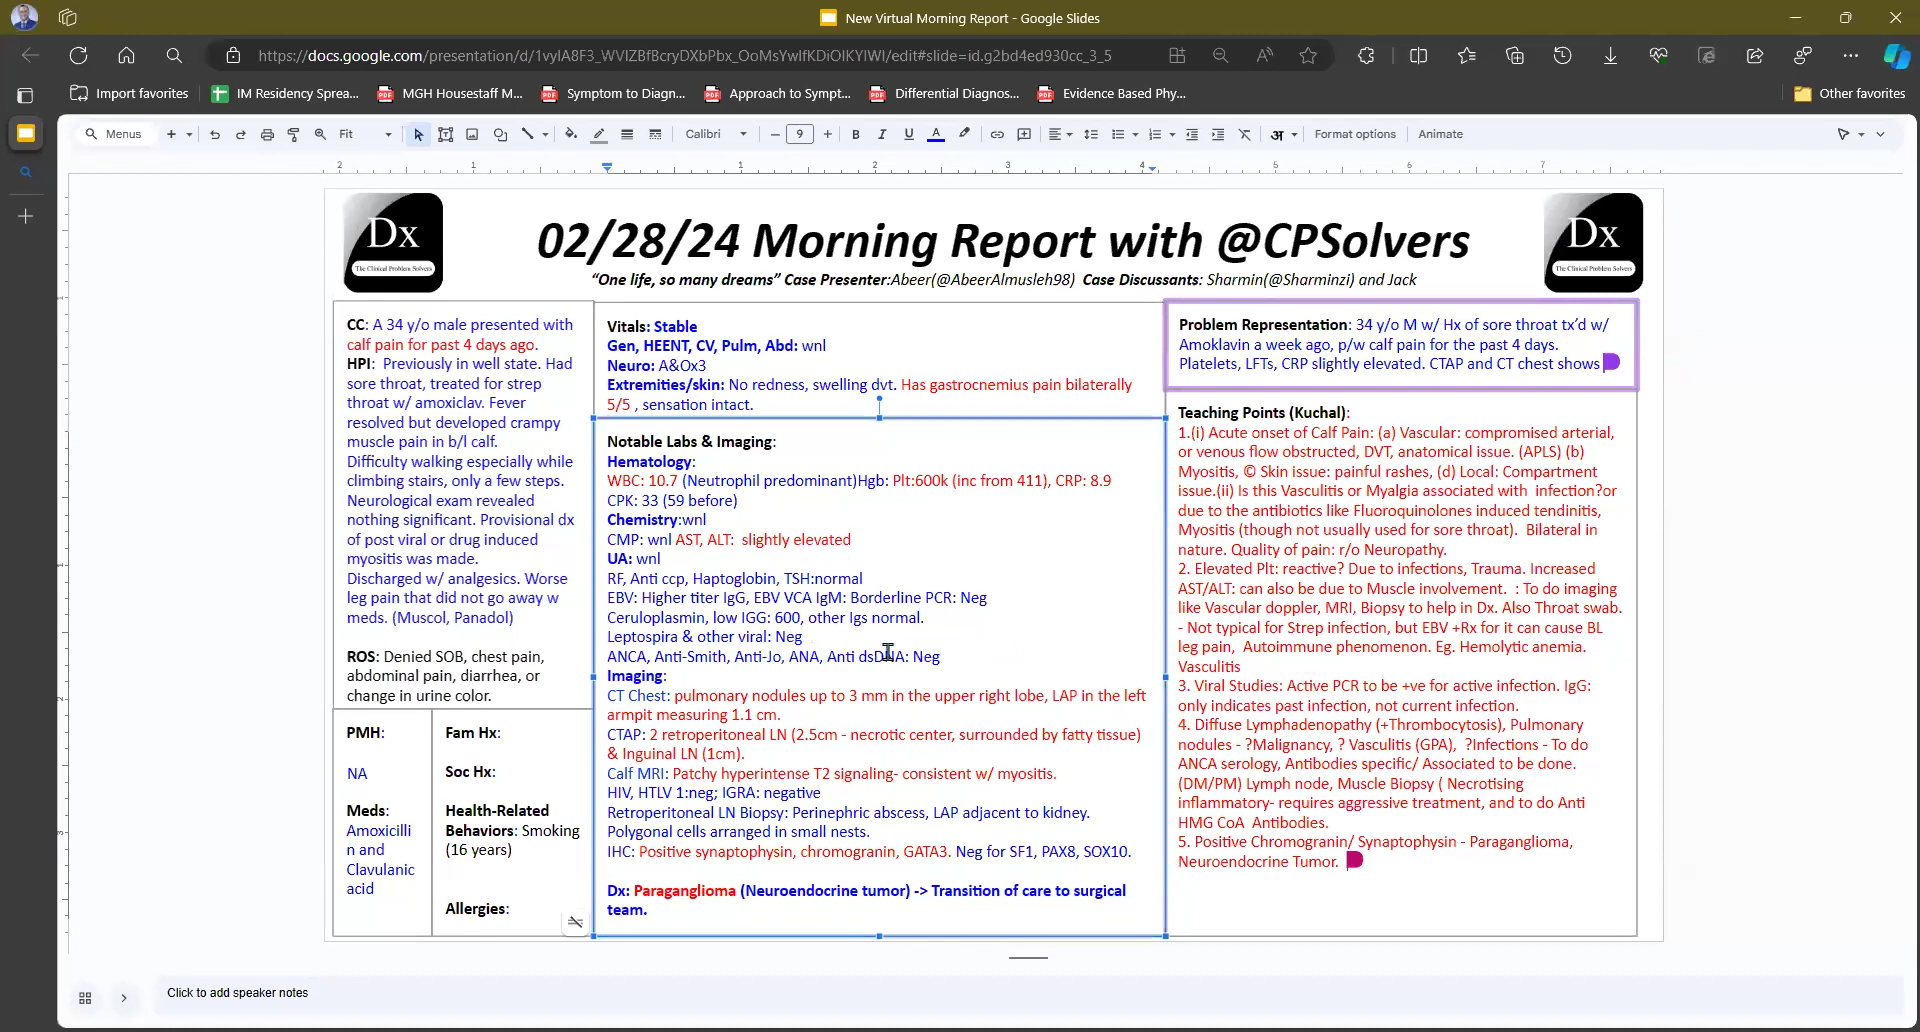 New Virtual Morning Report - Google Slides
https://docs.google.com/presentation/d/1vylA8F3_WVIZBfBcryDXbPbx_OoMsYwIfKDiOIKYIWI/edit#slide=id.g2bd4ed930cc_3_5
Import favorites
IM Residency Sprea...
MGH Housestaff M...
Symptom to Diagn...
Approach to Sympt...
Differential Diagnos...
Evidence Based Phy...
Other favorites
Menus
Fit
Calibri
9
Format options
Animate
2 1 1 2 3 4 5 6 7
Dx
The Clinical Problem Solvers
02/28/24 Morning Report with @CPSolvers
“One life, so many dreams” Case Presenter:Abeer(@AbeerAlmusleh98) Case Discussants: Sharmin(@Sharminzi) and Jack
Dx
The Clinical Problem Solvers
CC: A 34 y/o male presented with
calf pain for past 4 days ago.
HPI: Previously in well state. Had
sore throat, treated for strep
throat w/ amoxiclav. Fever
resolved but developed crampy
muscle pain in b/l calf.
Difficulty walking especially while
climbing stairs, only a few steps.
Neurological exam revealed
nothing significant. Provisional dx
of post viral or drug induced
myositis was made.
Discharged w/ analgesics. Worse
leg pain that did not go away w
meds. (Muscol, Panadol)
ROS: Denied SOB, chest pain,
abdominal pain, diarrhea, or
change in urine color.
PMH:
NA
Meds:
Amoxicilli
n and
Clavulanic
acid
Fam Hx:
Soc Hx:
Health-Related
Behaviors: Smoking
(16 years)
Allergies:
Vitals: Stable
Gen, HEENT, CV, Pulm, Abd: wnl
Neuro: A&Ox3
Extremities/skin: No redness, swelling dvt. Has gastrocnemius pain bilaterally
5/5 , sensation intact.
Notable Labs & Imaging:
Hematology:
WBC: 10.7 (Neutrophil predominant)Hgb: Plt:600k (inc from 411), CRP: 8.9
CPK: 33 (59 before)
Chemistry:wnl
CMP: wnl AST, ALT: slightly elevated
UA: wnl
RF, Anti ccp, Haptoglobin, TSH:normal
EBV: Higher titer IgG, EBV VCA IgM: Borderline PCR: Neg
Ceruloplasmin, low IGG: 600, other Igs normal.
Leptospira & other viral: Neg
ANCA, Anti-Smith, Anti-Jo, ANA, Anti dsDNA: Neg
Imaging:
CT Chest: pulmonary nodules up to 3 mm in the upper right lobe, LAP in the left
armpit measuring 1.1 cm.
CTAP: 2 retroperitoneal LN (2.5cm - necrotic center, surrounded by fatty tissue)
& Inguinal LN (1cm).
Calf MRI: Patchy hyperintense T2 signaling- consistent w/ myositis.
HIV, HTLV 1:neg; IGRA: negative
Retroperitoneal LN Biopsy: Perinephric abscess, LAP adjacent to kidney.
Polygonal cells arranged in small nests.
IHC: Positive synaptophysin, chromogranin, GATA3. Neg for SF1, PAX8, SOX10.
Dx: Paraganglioma (Neuroendocrine tumor) -> Transition of care to surgical
team.
Problem Representation: 34 y/o M w/ Hx of sore throat tx’d w/
Amoklavin a week ago, p/w calf pain for the past 4 days.
Platelets, LFTs, CRP slightly elevated. CTAP and CT chest shows
Teaching Points (Kuchal):
1.(i) Acute onset of Calf Pain: (a) Vascular: compromised arterial,
or venous flow obstructed, DVT, anatomical issue. (APLS) (b)
Myositis, © Skin issue: painful rashes, (d) Local: Compartment
issue.(ii) Is this Vasculitis or Myalgia associated with infection?or
due to the antibiotics like Fluoroquinolones induced tendinitis,
Myositis (though not usually used for sore throat). Bilateral in
nature. Quality of pain: r/o Neuropathy.
2. Elevated Plt: reactive? Due to infections, Trauma. Increased
AST/ALT: can also be due to Muscle involvement. : To do imaging
like Vascular doppler, MRI, Biopsy to help in Dx. Also Throat swab.
- Not typical for Strep infection, but EBV +Rx for it can cause BL
leg pain, Autoimmune phenomenon. Eg. Hemolytic anemia.
Vasculitis
3. Viral Studies: Active PCR to be +ve for active infection. IgG:
only indicates past infection, not current infection.
4. Diffuse Lymphadenopathy (+Thrombocytosis), Pulmonary
nodules - ?Malignancy, ? Vasculitis (GPA), ?Infections - To do
ANCA serology, Antibodies specific/ Associated to be done.
(DM/PM) Lymph node, Muscle Biopsy ( Necrotising
inflammatory- requires aggressive treatment, and to do Anti
HMG CoA Antibodies.
5. Positive Chromogranin/ Synaptophysin - Paraganglioma,
Neuroendocrine Tumor.
Click to add speaker notes